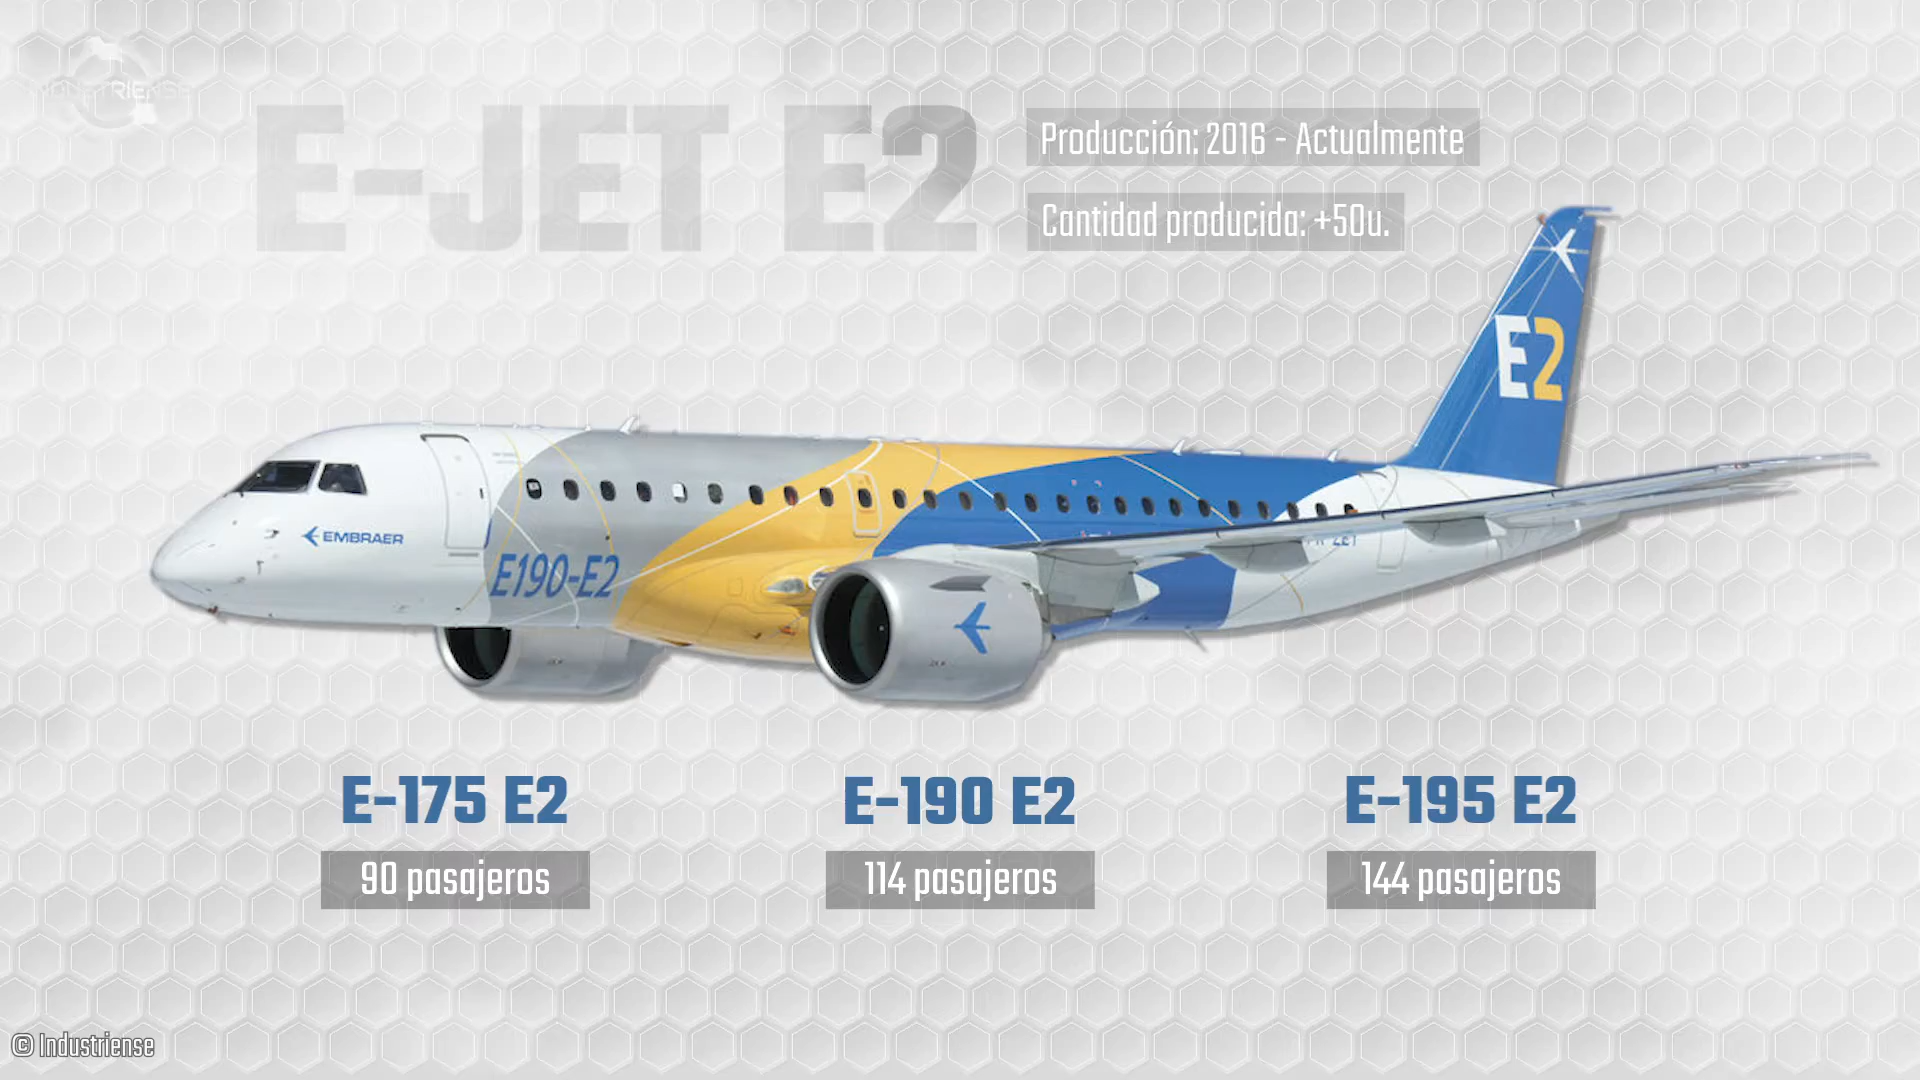 INDUSTRIENSE
E-JET E2
Producción: 2016 - Actualmente
Cantidad producida: +50u.
E2
EMBRAER
E190-E2
E-175 E2
E-190 E2
E-195 E2
90 pasajeros
114 pasajeros
144 pasajeros
© Industriense